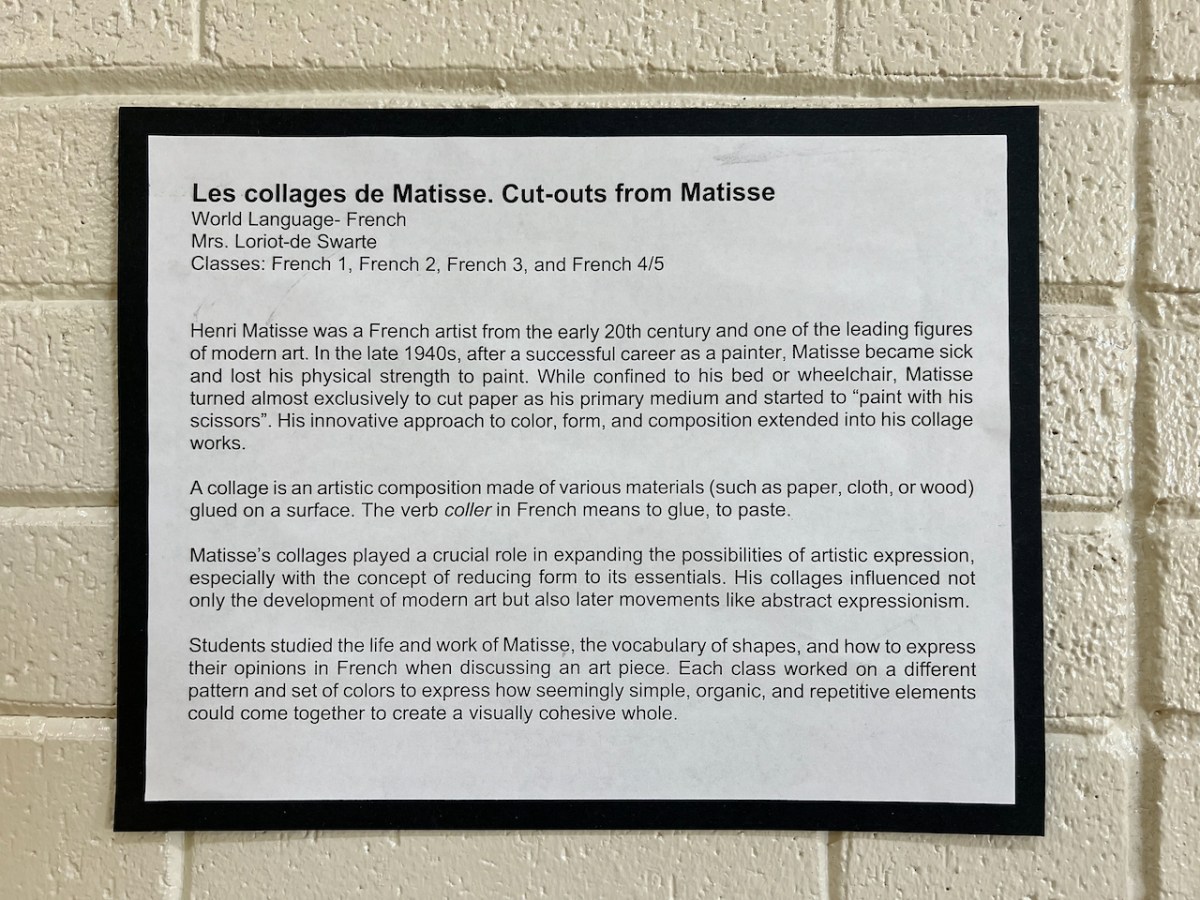 Les collages de Matisse. Cut-outs from Matisse
World Language- French
Mrs. Loriot-de Swarte
Classes: French 1, French 2, French 3, and French 4/5
Henri Matisse was a French artist from the early 20th century and one of the leading figures
of modern art. In the late 1940s, after a successful career as a painter, Matisse became sick
and lost his physical strength to paint. While confined to his bed or wheelchair, Matisse
turned almost exclusively to cut paper as his primary medium and started to “paint with his
scissors”. His innovative approach to color, form, and composition extended into his collage
works.
A collage is an artistic composition made of various materials (such as paper, cloth, or wood)
glued on a surface. The verb coller in French means to glue, to paste.
Matisse’s collages played a crucial role in expanding the possibilities of artistic expression,
especially with the concept of reducing form to its essentials. His collages influenced not
only the development of modern art but also later movements like abstract expressionism.
Students studied the life and work of Matisse, the vocabulary of shapes, and how to express
their opinions in French when discussing an art piece. Each class worked on a different
pattern and set of colors to express how seemingly simple, organic, and repetitive elements
could come together to create a visually cohesive whole.